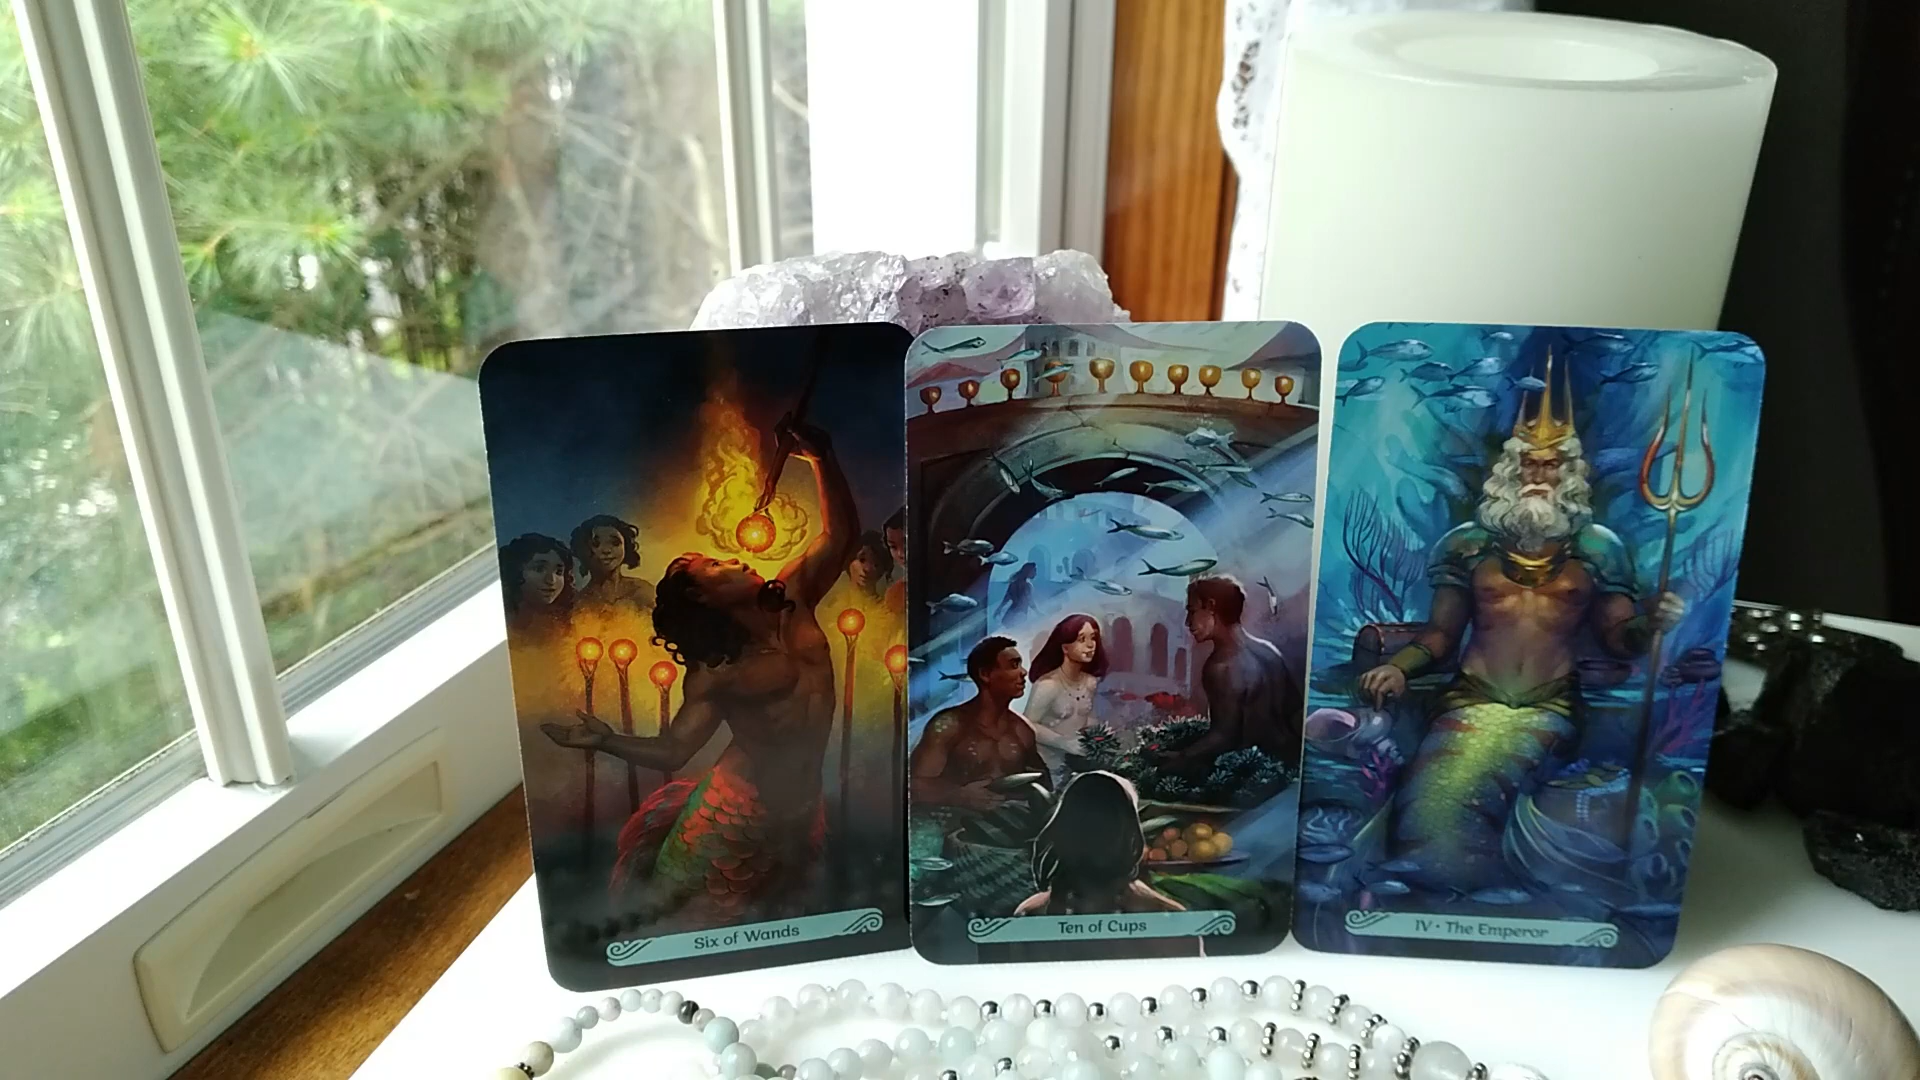 Six of Wands
Ten of Cups
IV • The Emperor